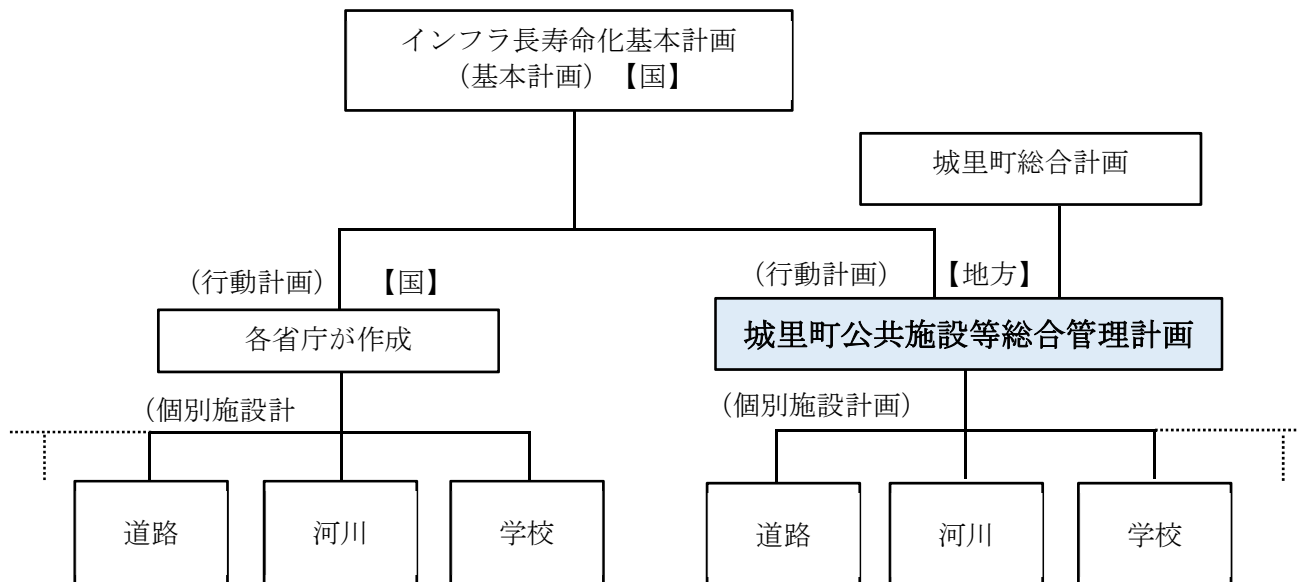 インフラ長寿命化基本計画
（基本計画）【国】
城里町総合計画
（行動計画） 【国】
（行動計画） 【地方】
各省庁が作成
城里町公共施設等総合管理計画
（個別施設計
（個別施設計画）
道路
河川
学校
道路
河川
学校